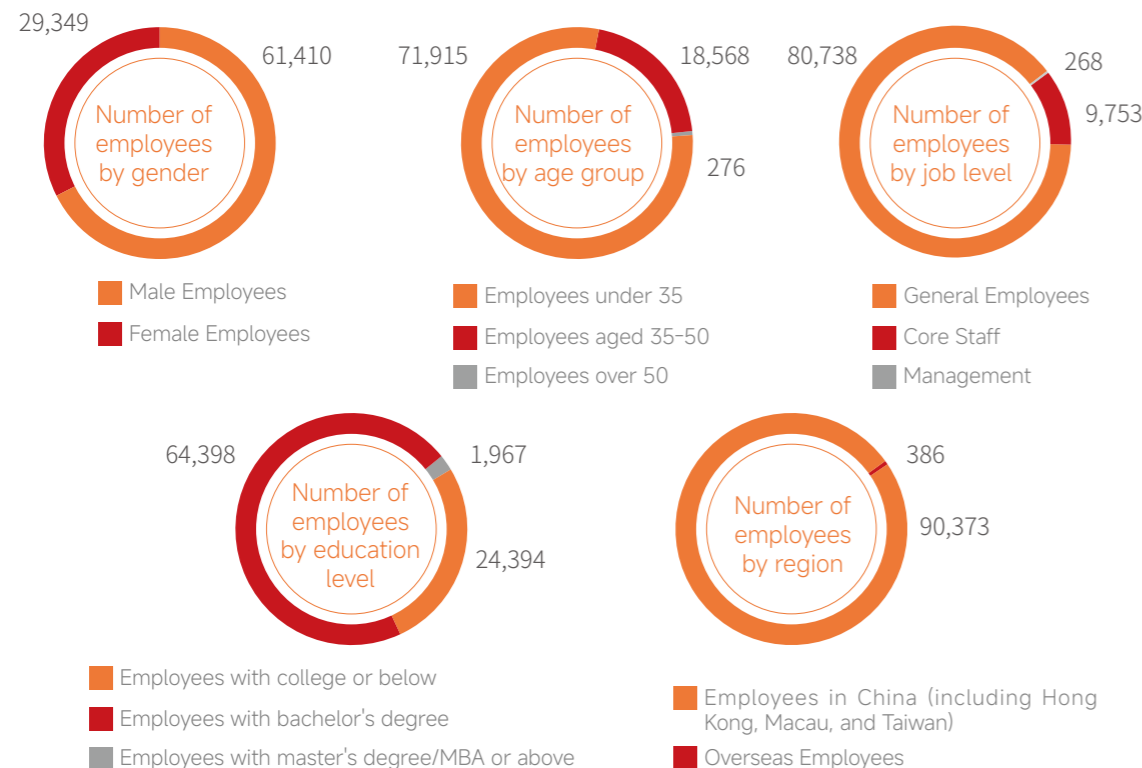 29,349
61,410
Number of
employees
by gender
Male Employees
Female Employees
71,915
18,568
276
Number of
employees
by age group
Employees under 35
Employees aged 35-50
Employees over 50
80,738
268
9,753
Number of
employees
by job level
General Employees
Core Staff
Management
64,398
1,967
24,394
Number of
employees
by education
level
Employees with college or below
Employees with bachelor's degree
Employees with master's degree/MBA or above
386
90,373
Number of
employees
by region
Employees in China (including Hong
Kong, Macau, and Taiwan)
Overseas Employees